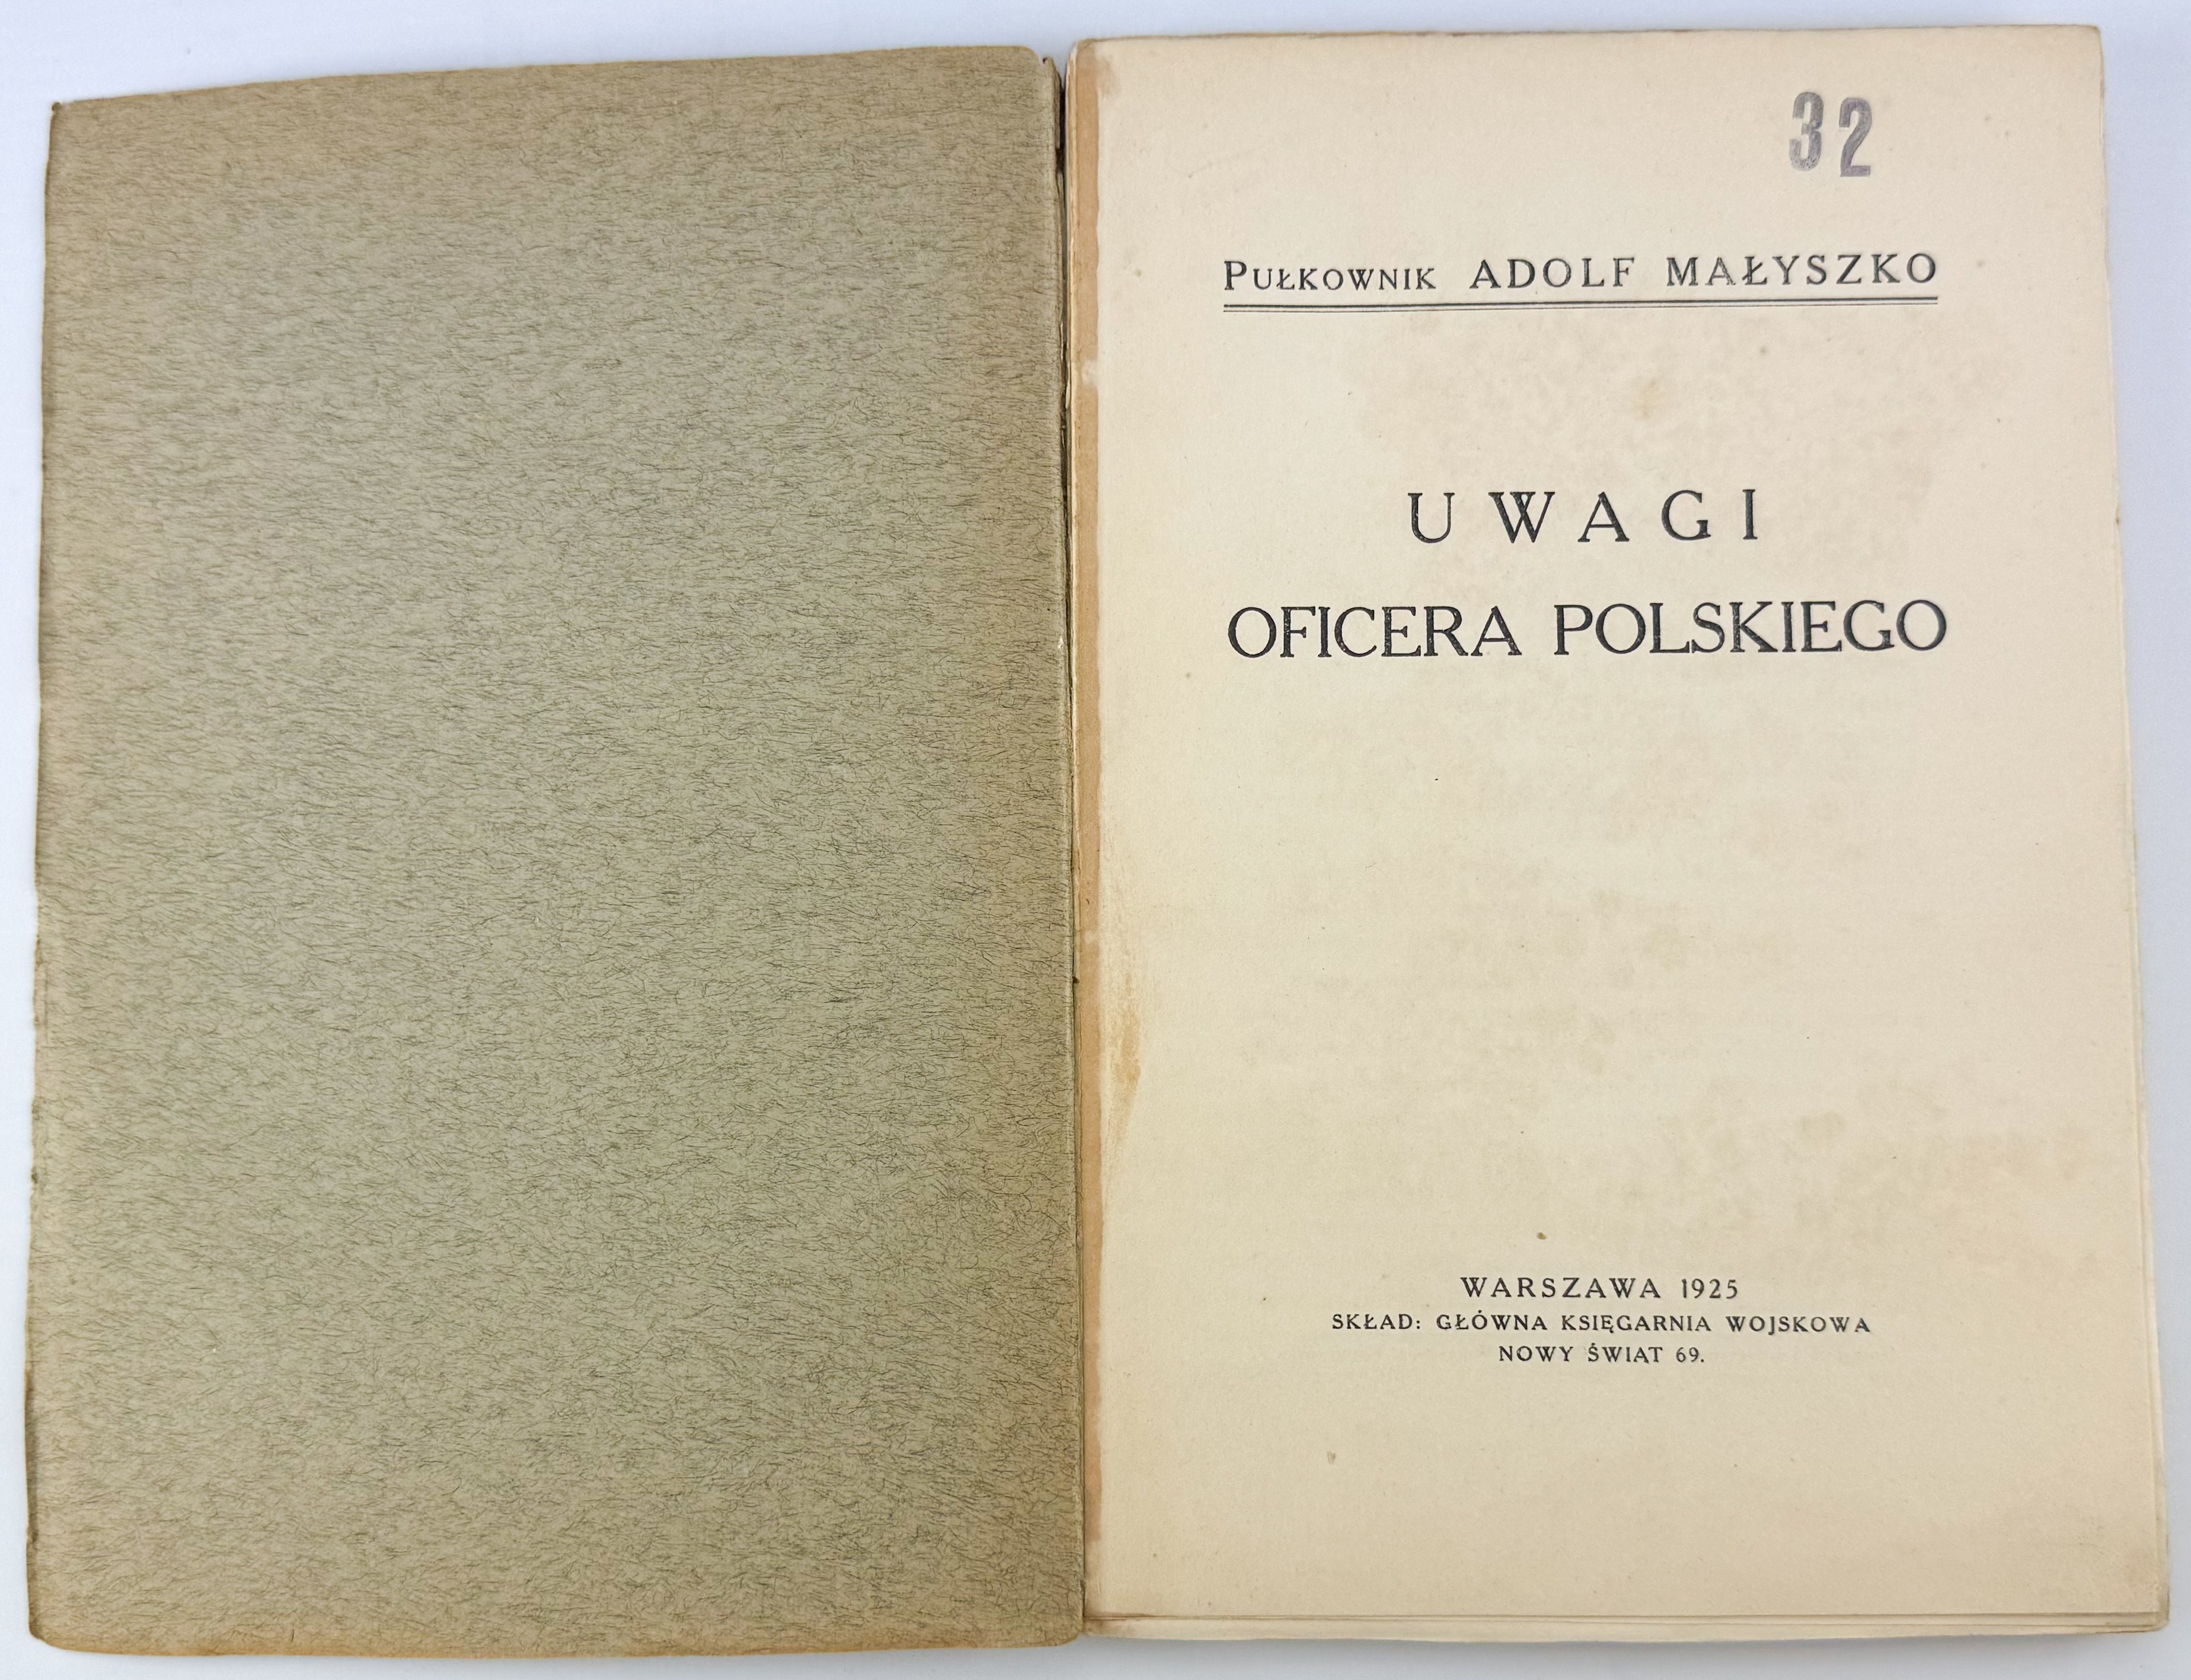 32
Pułkownik ADOLF MAŁYSZKO
UWAGI
OFICERA POLSKIEGO
WARSZAWA 1925
SKŁAD: GŁÓWNA KSIĘGARNIA WOJSKOWA
NOWY ŚWIAT 69.